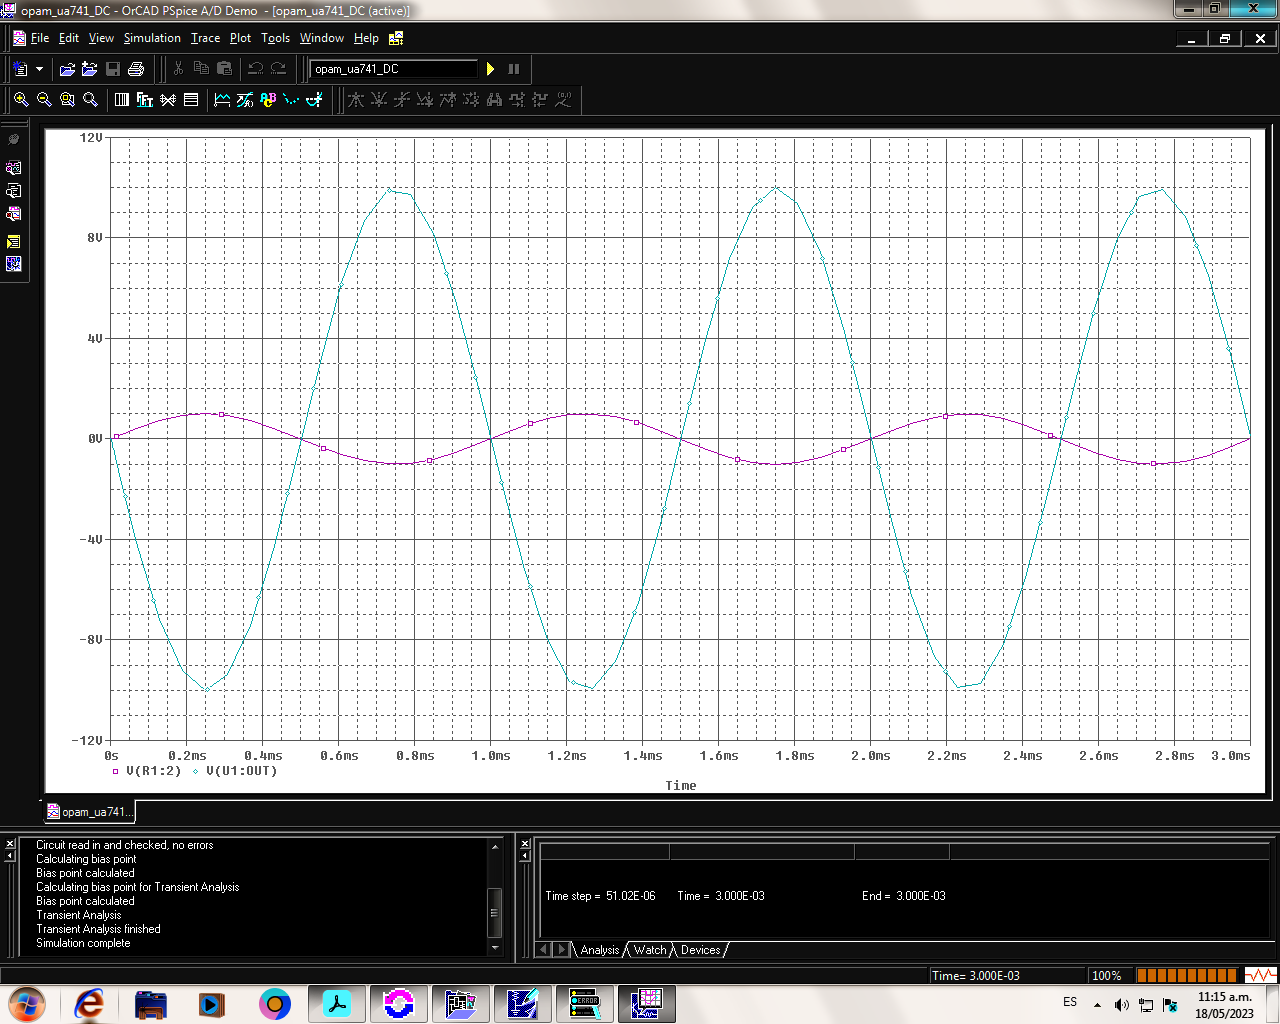 opam_ua741_DC - OrCAD PSpice A/D Demo - [opam_ua741_DC (active)]
File Edit View Simulation Trace Plot Tools Window Help
opam_ua741_DC
FFT
12V
8V
4V
0V
-4V
-8V
-12V
0s 0.2ms 0.4ms 0.6ms 0.8ms 1.0ms 1.2ms 1.4ms 1.6ms 1.8ms 2.0ms 2.2ms 2.4ms 2.6ms 2.8ms 3.0ms
V(R1:2) V(U1:OUT)
Time
opam_ua741...
Circuit read in and checked, no errors
Calculating bias point
Bias point calculated
Calculating bias point for Transient Analysis
Bias point calculated
Transient Analysis
Transient Analysis finished
Simulation complete
Time step = 51.02E-06 Time = 3.000E-03 End = 3.000E-03
Analysis Watch Devices
Time= 3.000E-03 100%
ERROR
ES
11:15 a.m.
18/05/2023